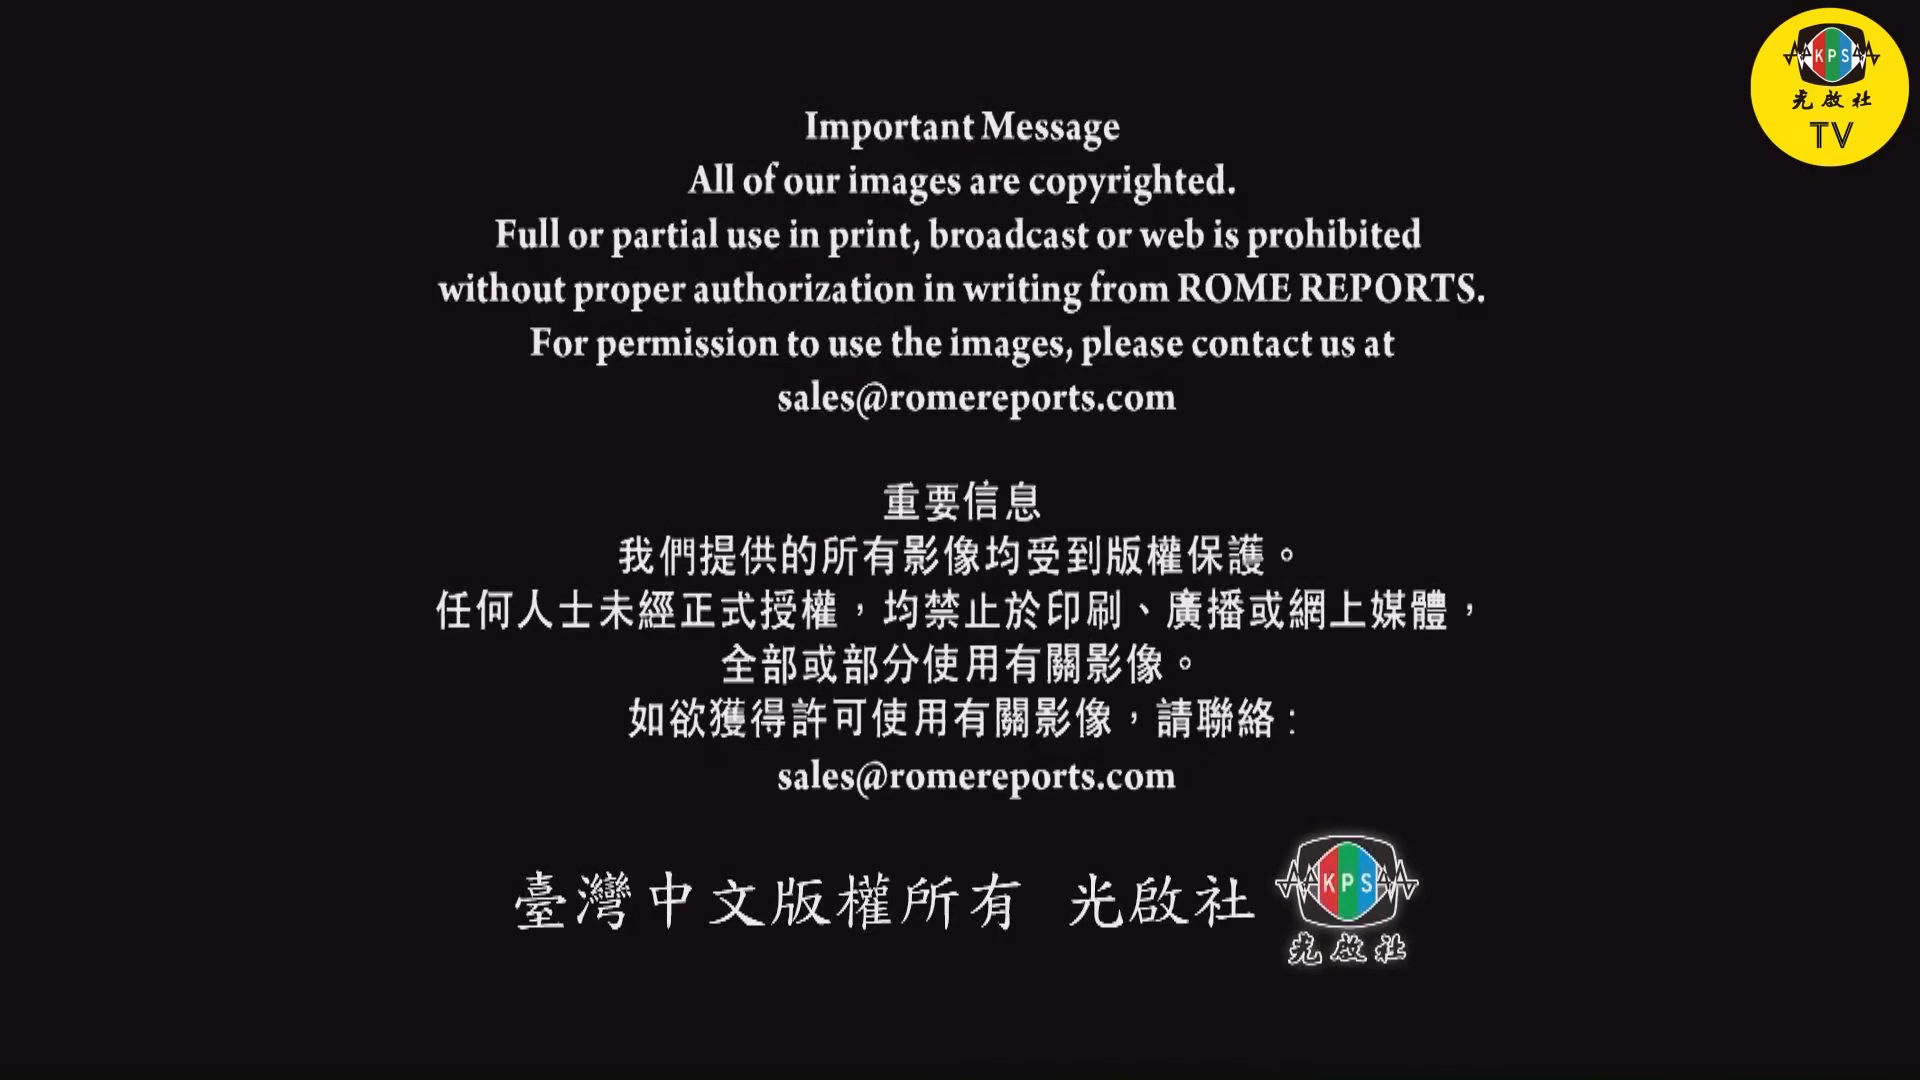 KPS
光啟社
TV
Important Message
All of our images are copyrighted.
Full or partial use in print, broadcast or web is prohibited
without proper authorization in writing from ROME REPORTS.
For permission to use the images, please contact us at
sales@romereports.com
重要信息
我們提供的所有影像均受到版權保護。
任何人士未經正式授權，均禁止於印刷、廣播或網上媒體，
全部或部分使用有關影像。
如欲獲得許可使用有關影像，請聯絡：
sales@romereports.com
臺灣中文版權所有 光啟社
KPS
光啟社